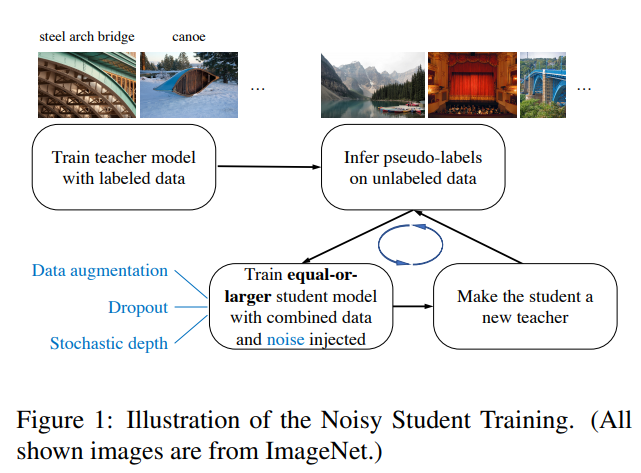 steel arch bridge
canoe
...
...
Train teacher model
with labeled data
Infer pseudo-labels
on unlabeled data
Data augmentation
Dropout
Stochastic depth
Train equal-or-
larger student model
with combined data
and noise injected
Make the student a
new teacher
Figure 1: Illustration of the Noisy Student Training. (All
shown images are from ImageNet.)